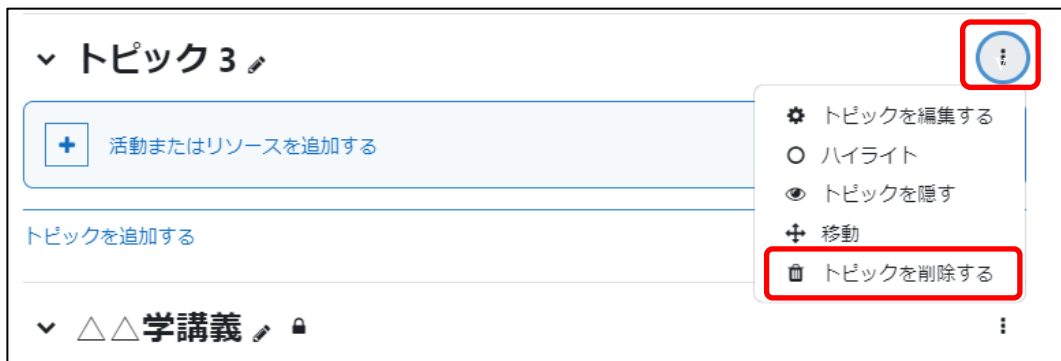 トピック 3
活動またはリソースを追加する
トピックを編集する
ハイライト
トピックを隠す
移動
トピックを削除する
トピックを追加する
△△学講義